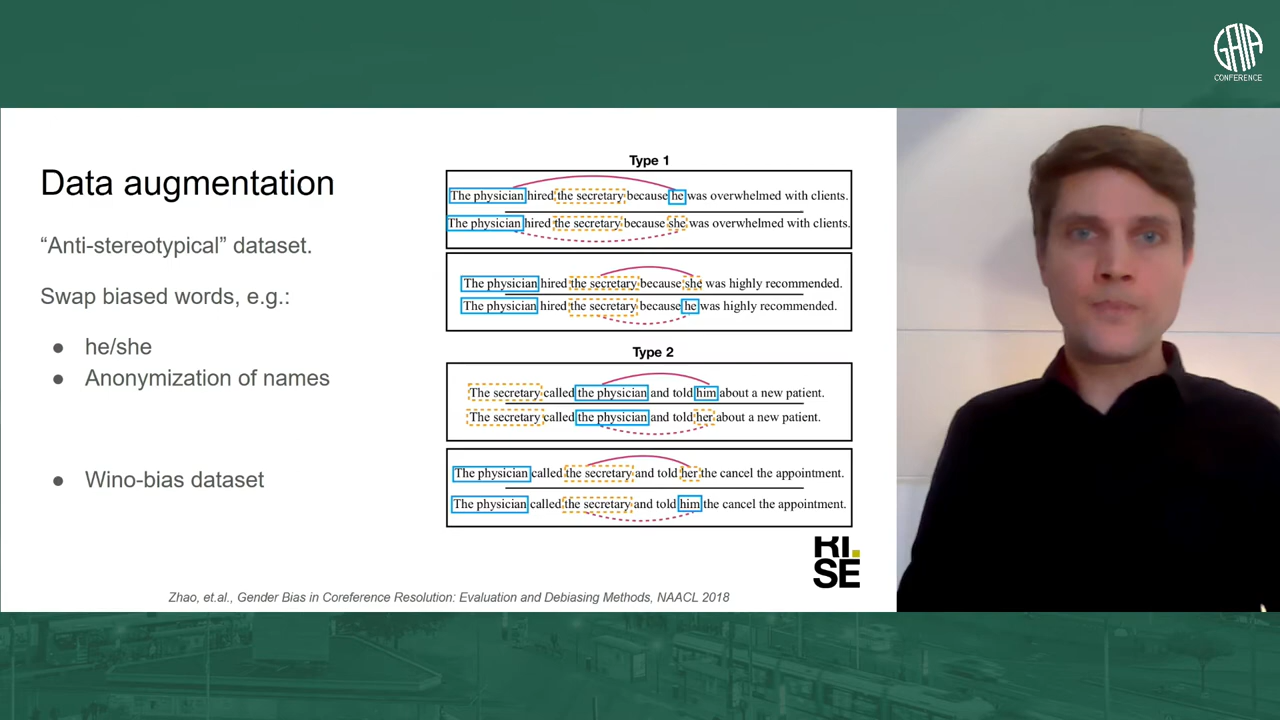 GAIA
CONFERENCE
Data augmentation
“Anti-stereotypical” dataset.
Swap biased words, e.g.:
● he/she
● Anonymization of names
● Wino-bias dataset
Type 1
The physician hired the secretary because he was overwhelmed with clients.
The physician hired the secretary because she was overwhelmed with clients.
The physician hired the secretary because she was highly recommended.
The physician hired the secretary because he was highly recommended.
Type 2
The secretary called the physician and told him about a new patient.
The secretary called the physician and told her about a new patient.
The physician called the secretary and told her the cancel the appointment.
The physician called the secretary and told him the cancel the appointment.
RI.
SE
Zhao, et.al., Gender Bias in Coreference Resolution: Evaluation and Debiasing Methods, NAACL 2018